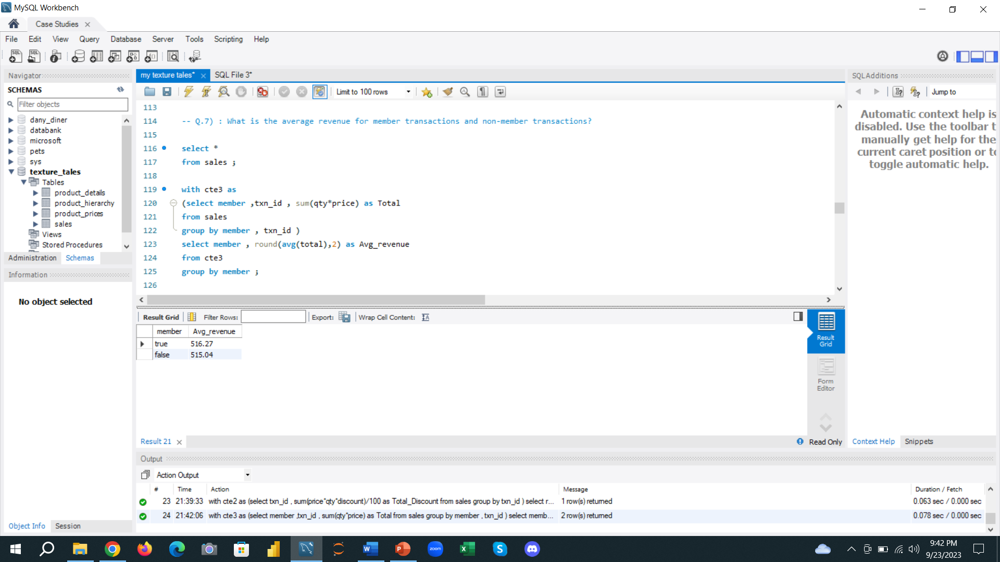 MySQL Workbench
Case Studies
File Edit View Query Database Server Tools Scripting Help
Navigator
SCHEMAS
Filter objects
dany_diner
databank
microsoft
pets
sys
texture_tales
Tables
product_details
product_hierarchy
product_prices
sales
Views
Stored Procedures
Administration Schemas
Information
No object selected
Object Info Session
my texture tales* SQL File 3*
Limit to 100 rows
113
114 -- Q.7) : What is the average revenue for member transactions and non-member transactions?
115
116 select *
117 from sales ;
118
119 with cte3 as
120 (select member ,txn_id , sum(qty*price) as Total
121 from sales
122 group by member , txn_id )
123 select member , round(avg(total),2) as Avg_revenue
124 from cte3
125 group by member ;
126
Result Grid Filter Rows: Export: Wrap Cell Content:
member Avg_revenue
true 516.27
false 515.04
Result
Grid
Form
Editor
Result 21
Read Only
SQLAdditions
Jump to
Automatic context help is
disabled. Use the toolbar t
manually get help for the
current caret position or to
toggle automatic help.
Context Help Snippets
Output
Action Output
# Time Action Message Duration / Fetch
23 21:39:33 with cte2 as (select txn_id , sum(price*qty*discount)/100 as Total_Discount from sales group by txn_id ) select r... 1 row(s) returned 0.063 sec / 0.000 sec
24 21:42:06 with cte3 as (select member ,txn_id , sum(qty*price) as Total from sales group by member , txn_id ) select memb... 2 row(s) returned 0.078 sec / 0.000 sec
zoom
9:42 PM
9/23/2023